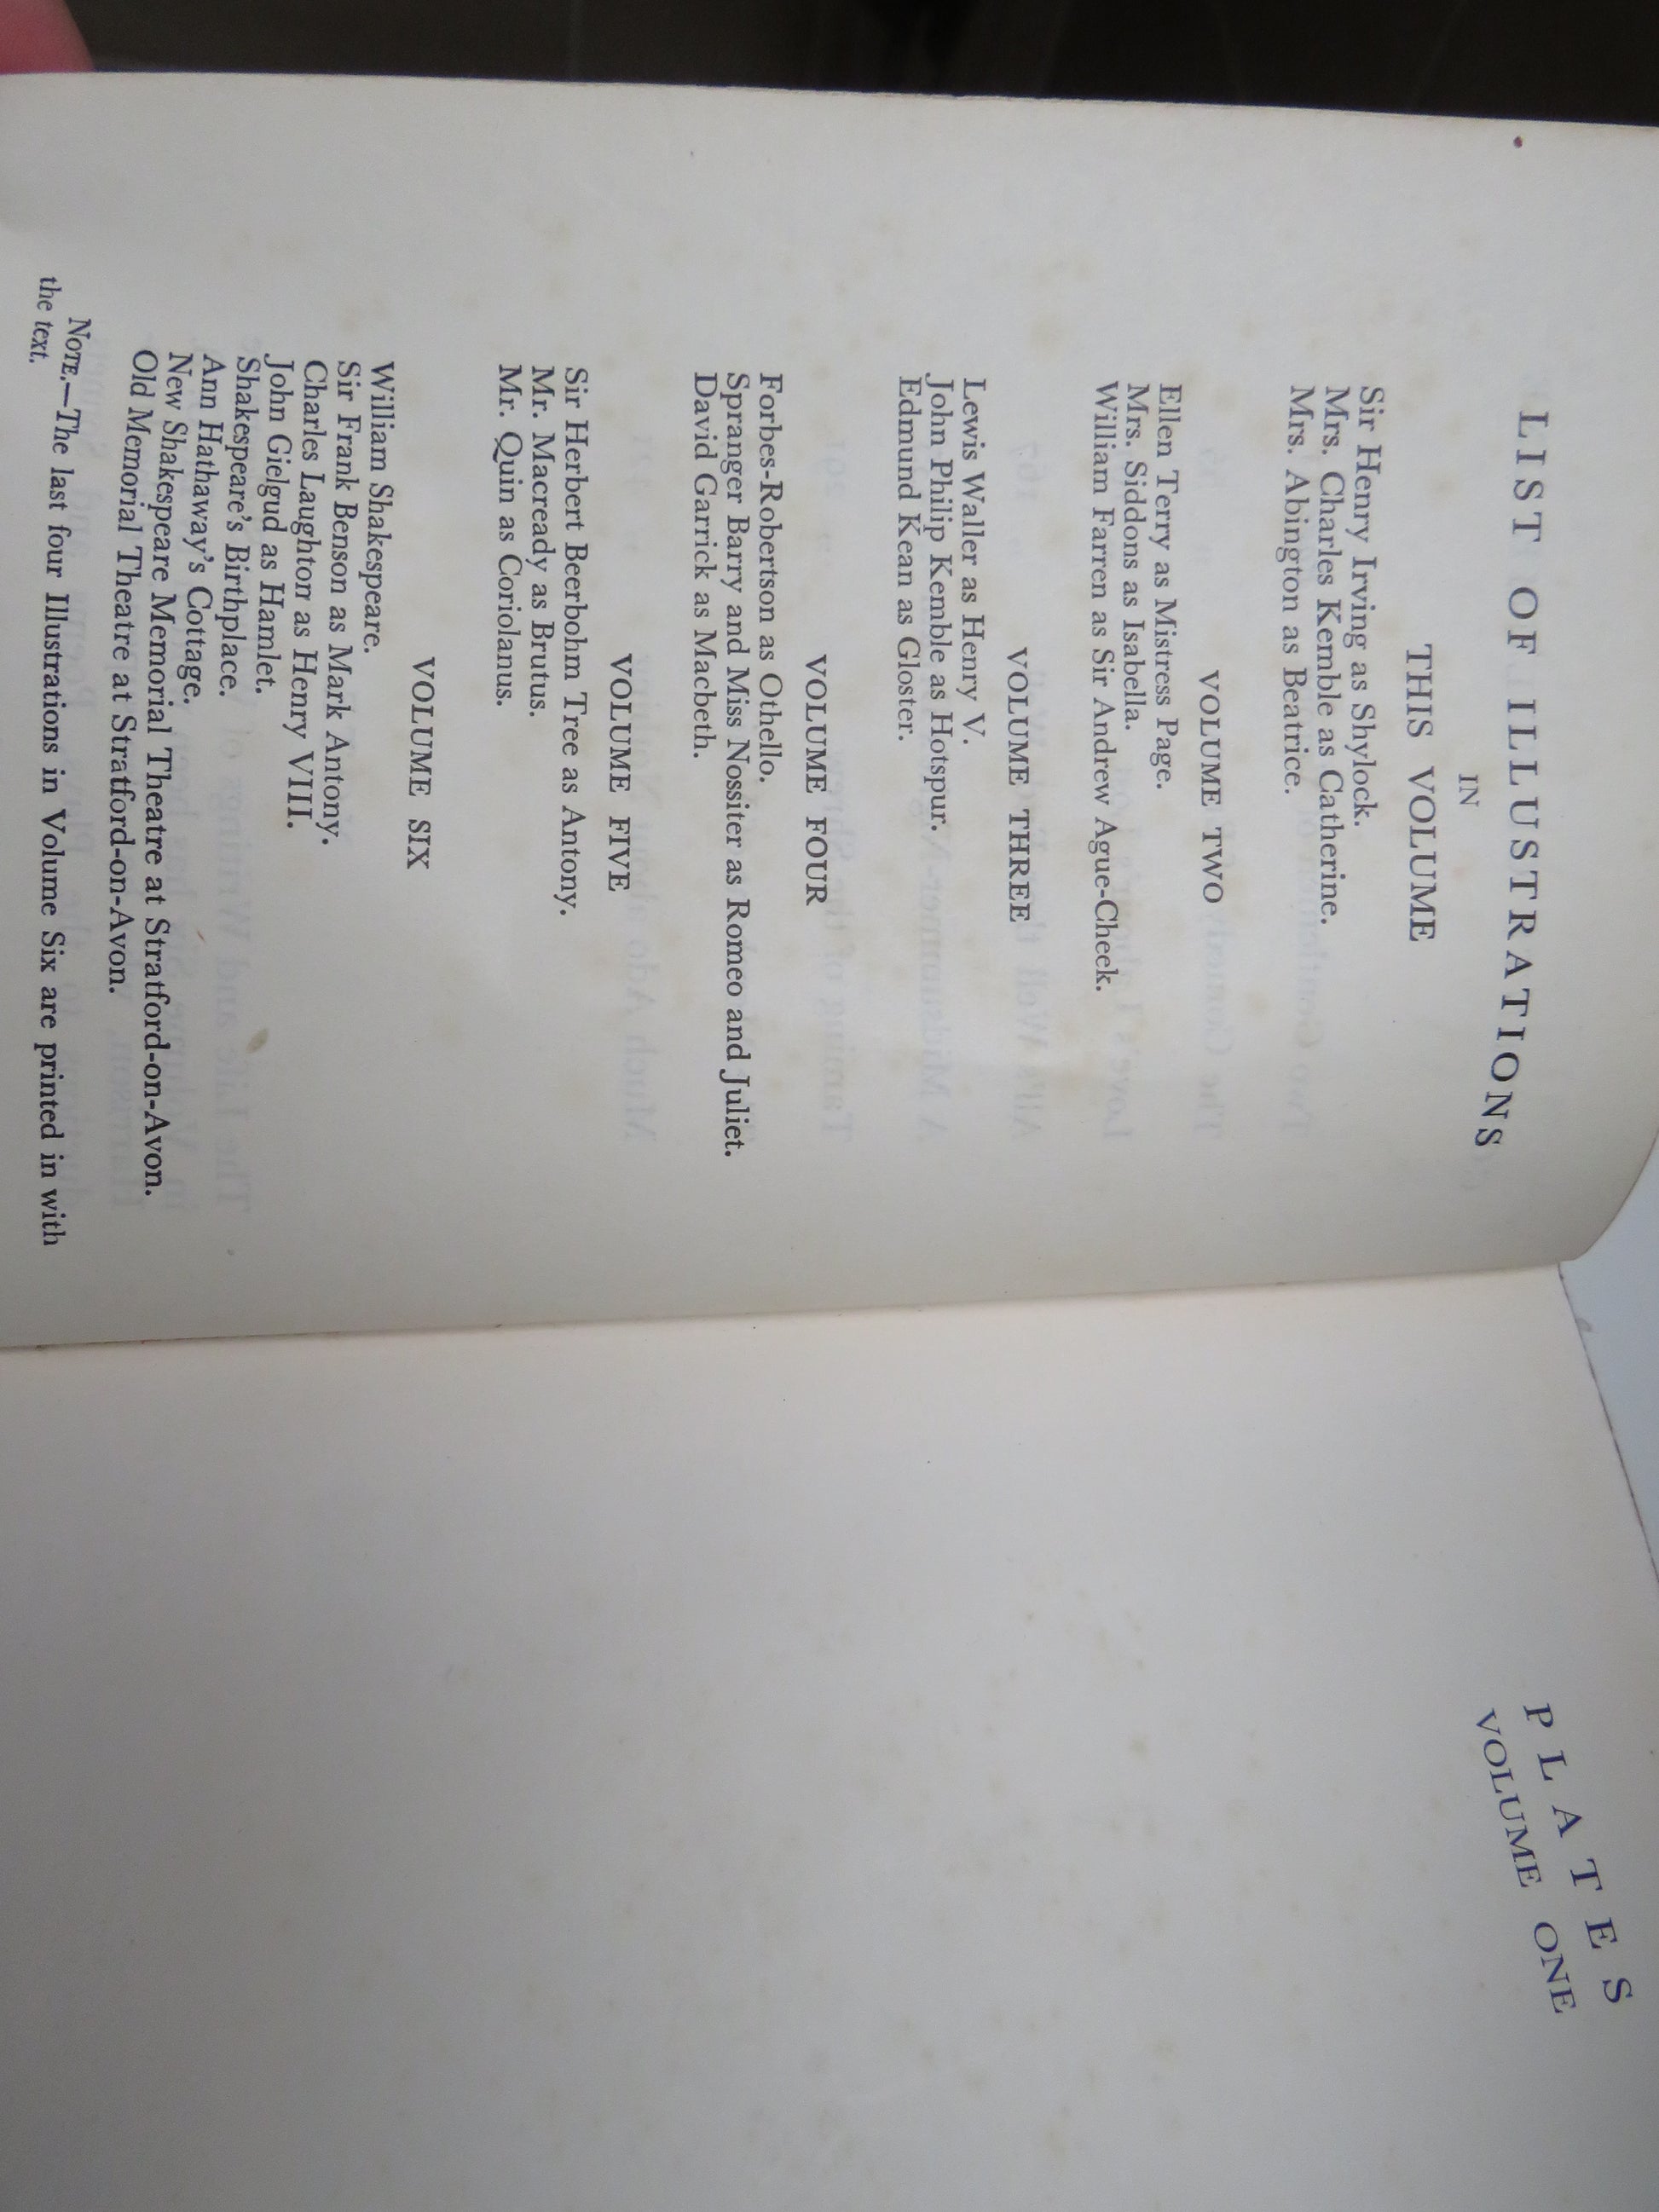 LIST OF ILLUSTRATIONS
IN
THIS VOLUME
Sir Henry Irving as Shylock.
Mrs. Charles Kemble as Catherine.
Mrs. Abington as Beatrice.
VOLUME TWO
Ellen Terry as Mistress Page.
Mrs. Siddons as Isabella.
William Farren as Sir Andrew Ague-Cheek.
VOLUME THREE
Lewis Waller as Henry V.
John Philip Kemble as Hotspur.
Edmund Kean as Gloster.
VOLUME FOUR
Forbes-Robertson as Othello.
Spranger Barry and Miss Nossiter as Romeo and Juliet.
David Garrick as Macbeth.
VOLUME FIVE
Sir Herbert Beerbohm Tree as Antony.
Mr. Macready as Brutus.
Mr. Quin as Coriolanus.
VOLUME SIX
William Shakespeare.
Sir Frank Benson as Mark Antony.
Charles Laughton as Henry VIII.
John Gielgud as Hamlet.
Shakespeare's Birthplace.
Ann Hathaway's Cottage.
New Shakespeare Memorial Theatre at Stratford-on-Avon.
Old Memorial Theatre at Stratford-on-Avon.
NOTE.—The last four Illustrations in Volume Six are printed in with
the text.
PLATES
VOLUME ONE